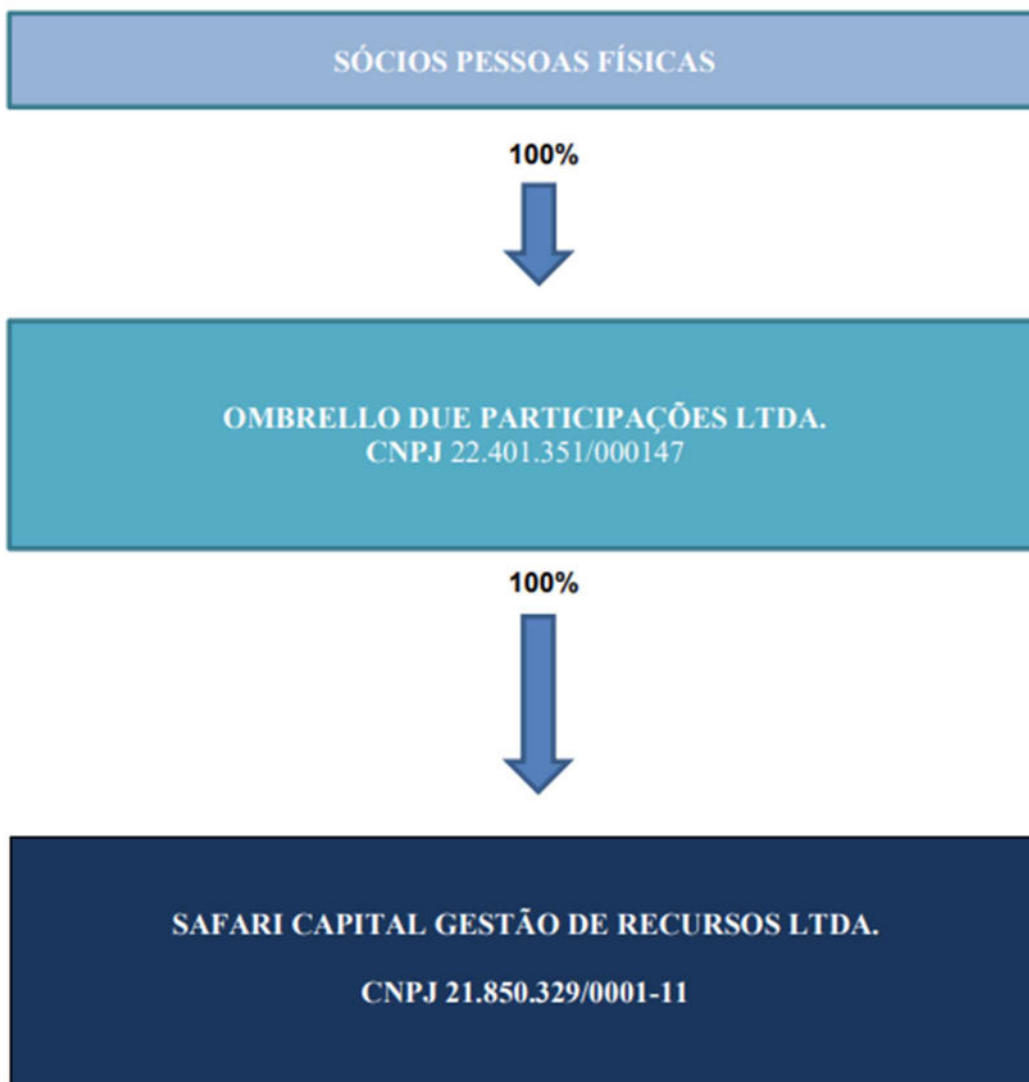 SÓCIOS PESSOAS FÍSICAS
100%
OMBRELLO DUE PARTICIPAÇÕES LTDA.
CNPJ 22.401.351/000147
100%
SAFARI CAPITAL GESTÃO DE RECURSOS LTDA.
CNPJ 21.850.329/0001-11